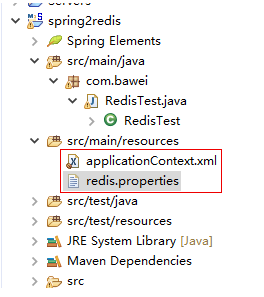 Servers
spring2redis
Spring Elements
src/main/java
com.bawei
RedisTest.java
RedisTest
src/main/resources
applicationContext.xml
redis.properties
src/test/java
src/test/resources
JRE System Library [Java]
Maven Dependencies
src